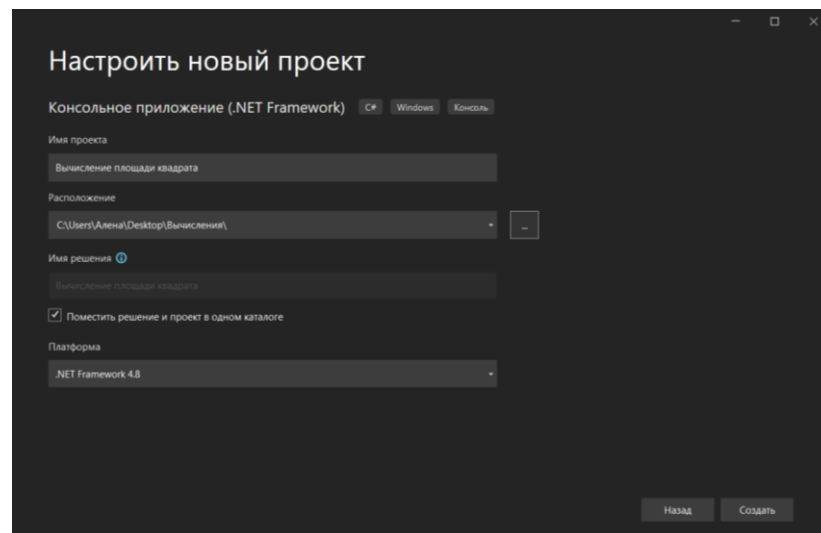 Настроить новый проект
Консольное приложение (.NET Framework) C# Windows Консоль
Имя проекта
Вычисление площади квадрата
Расположение
C:\Users\Алена\Desktop\Вычисления\
...
Имя решения
Вычисление площади квадрата
Поместить решение и проект в одном каталоге
Платформа
.NET Framework 4.8
Назад Создать